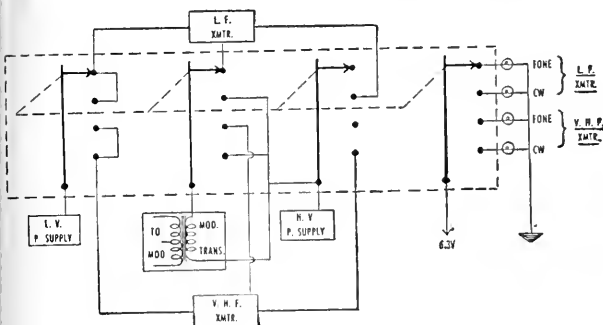 L. F.
XMTR.
FONE
L. F.
XMTR.
CW
FONE
V. H. F.
XMTR.
CW
L. V.
P. SUPPLY
TO
MOD
MOD.
TRANS.
H. V
P. SUPPLY
6.3V
V. H. F.
XMTR.